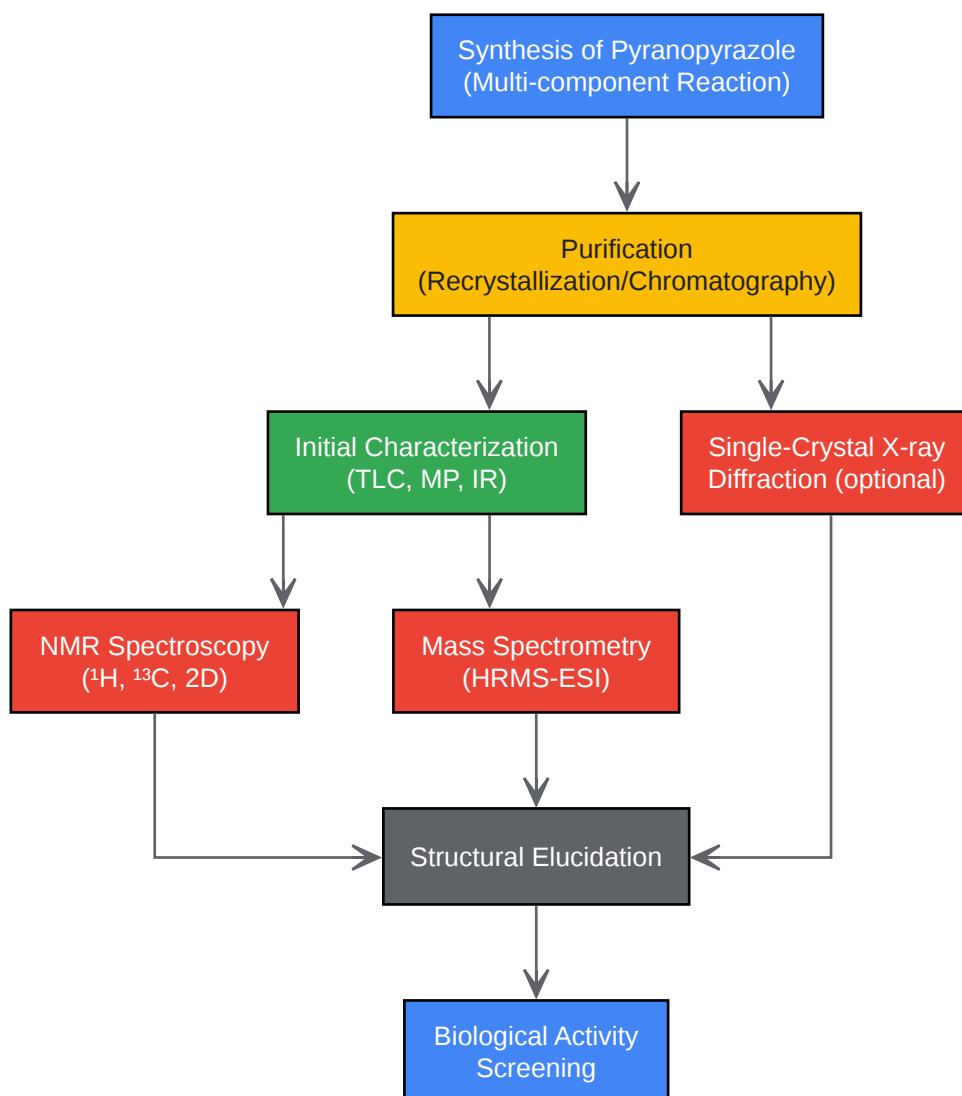 Synthesis of Pyranopyrazole
(Multi-component Reaction)
Purification
(Recrystallization/Chromatography)
Initial Characterization
(TLC, MP, IR)
Single-Crystal X-ray
Diffraction (optional)
NMR Spectroscopy
(¹H, ¹³C, 2D)
Mass Spectrometry
(HRMS-ESI)
Structural Elucidation
Biological Activity
Screening